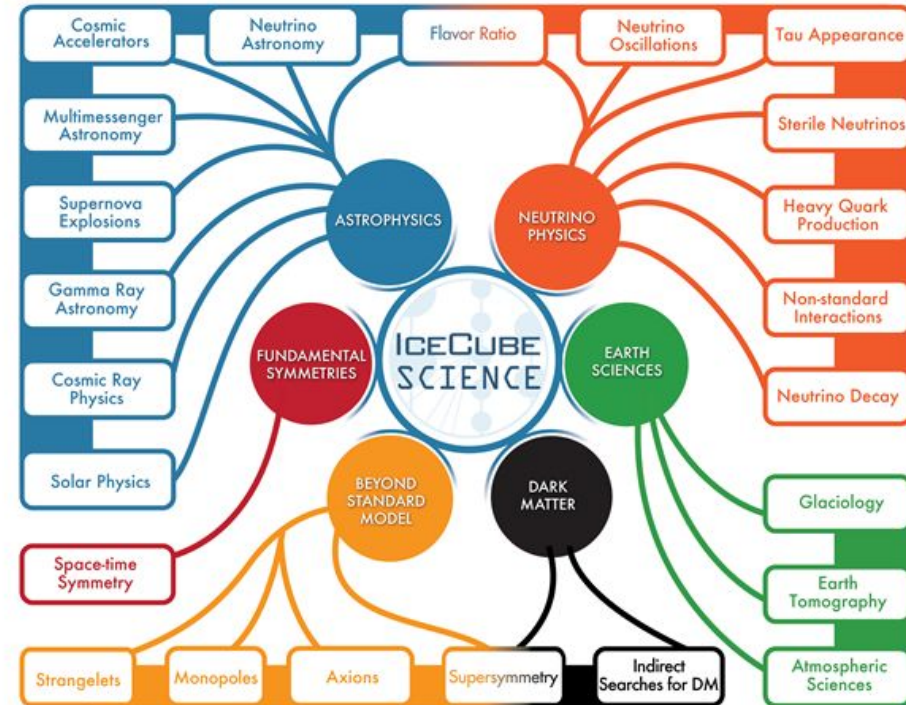 Cosmic
Accelerators
Neutrino
Astronomy
Flavor Ratio
Neutrino
Oscillations
Tau Appearance
Multimessenger
Astronomy
Sterile Neutrinos
Supernova
Explosions
ASTROPHYSICS
NEUTRINO
PHYSICS
Heavy Quark
Production
Gamma Ray
Astronomy
Non-standard
Interactions
FUNDAMENTAL
SYMMETRIES
ICECUBE
SCIENCE
EARTH
SCIENCES
Cosmic Ray
Physics
Neutrino Decay
Solar Physics
BEYOND
STANDARD
MODEL
DARK
MATTER
Glaciology
Space-time
Symmetry
Earth
Tomography
Strangelets
Monopoles
Axions
Supersymmetry
Indirect
Searches for DM
Atmospheric
Sciences